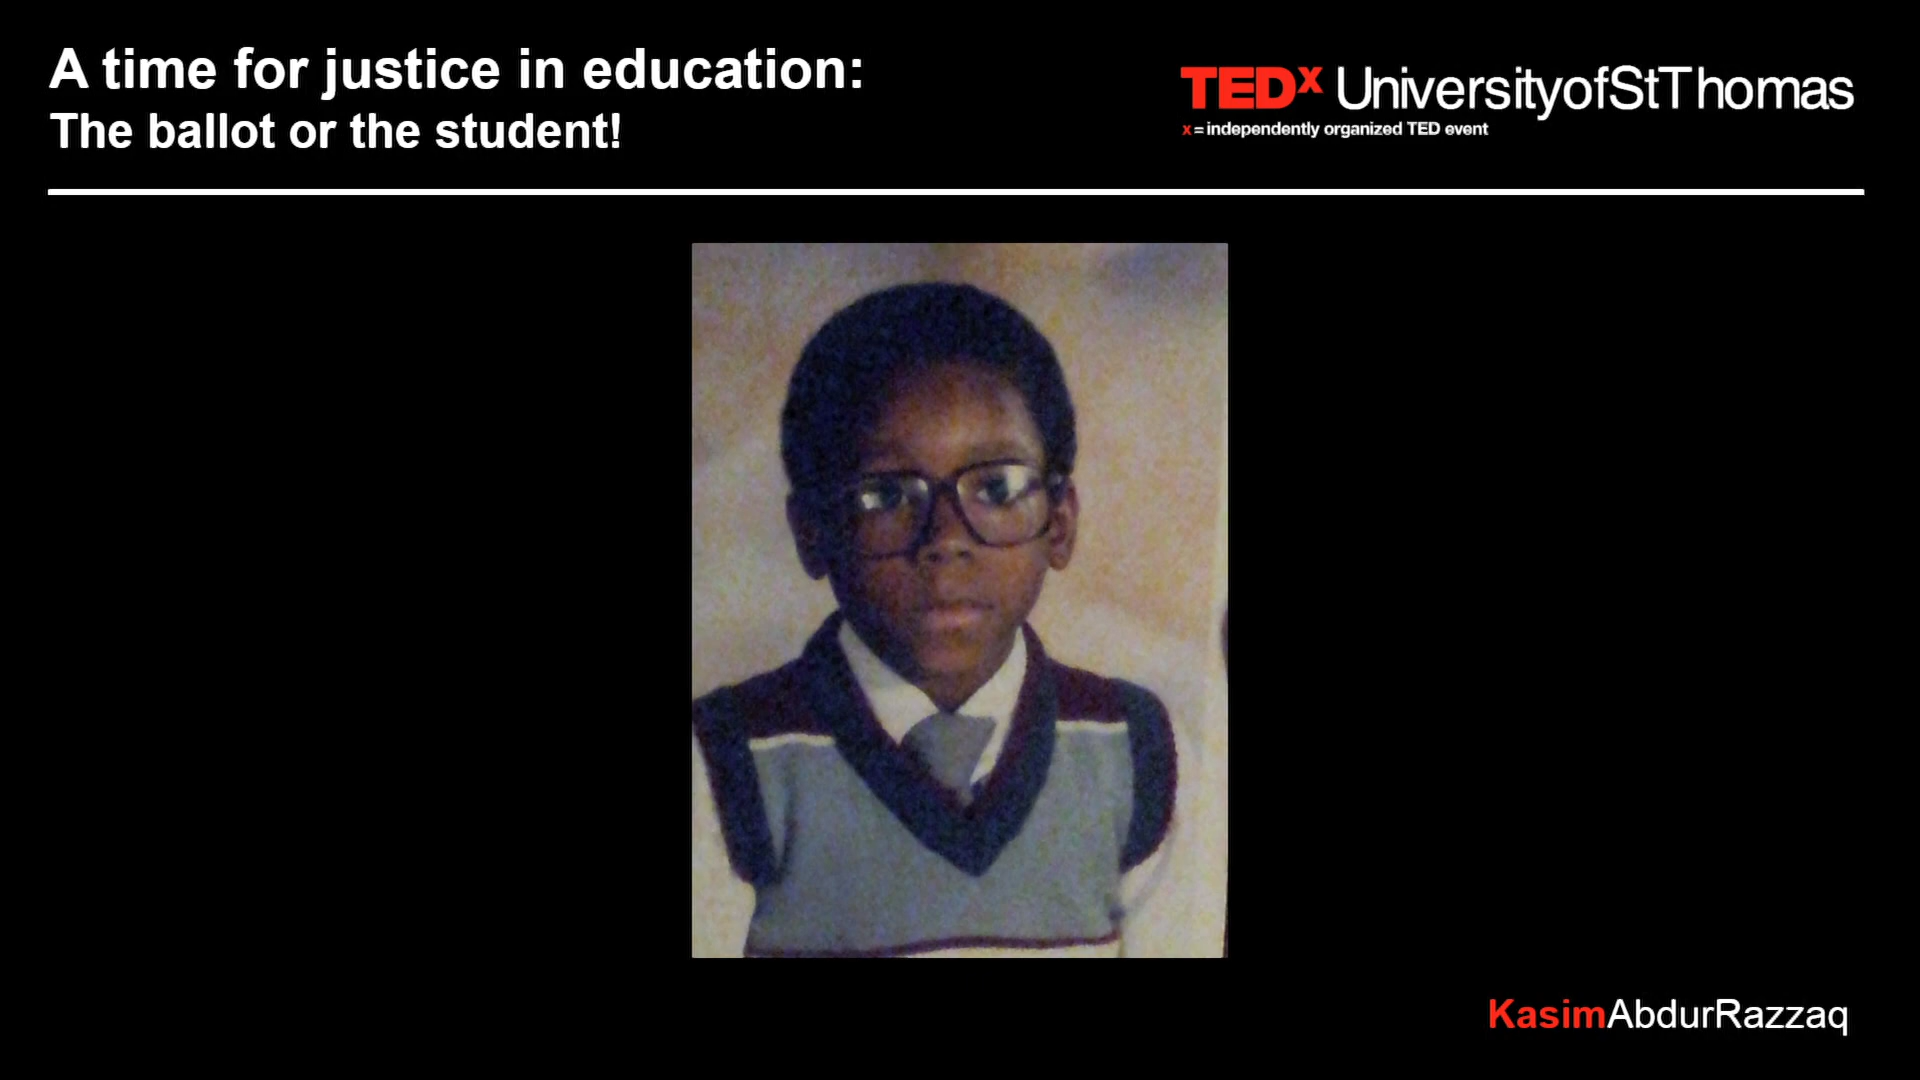 A time for justice in education:
The ballot or the student!
TEDx UniversityofStThomas
x = independently organized TED event
KasimAbdurRazzaq